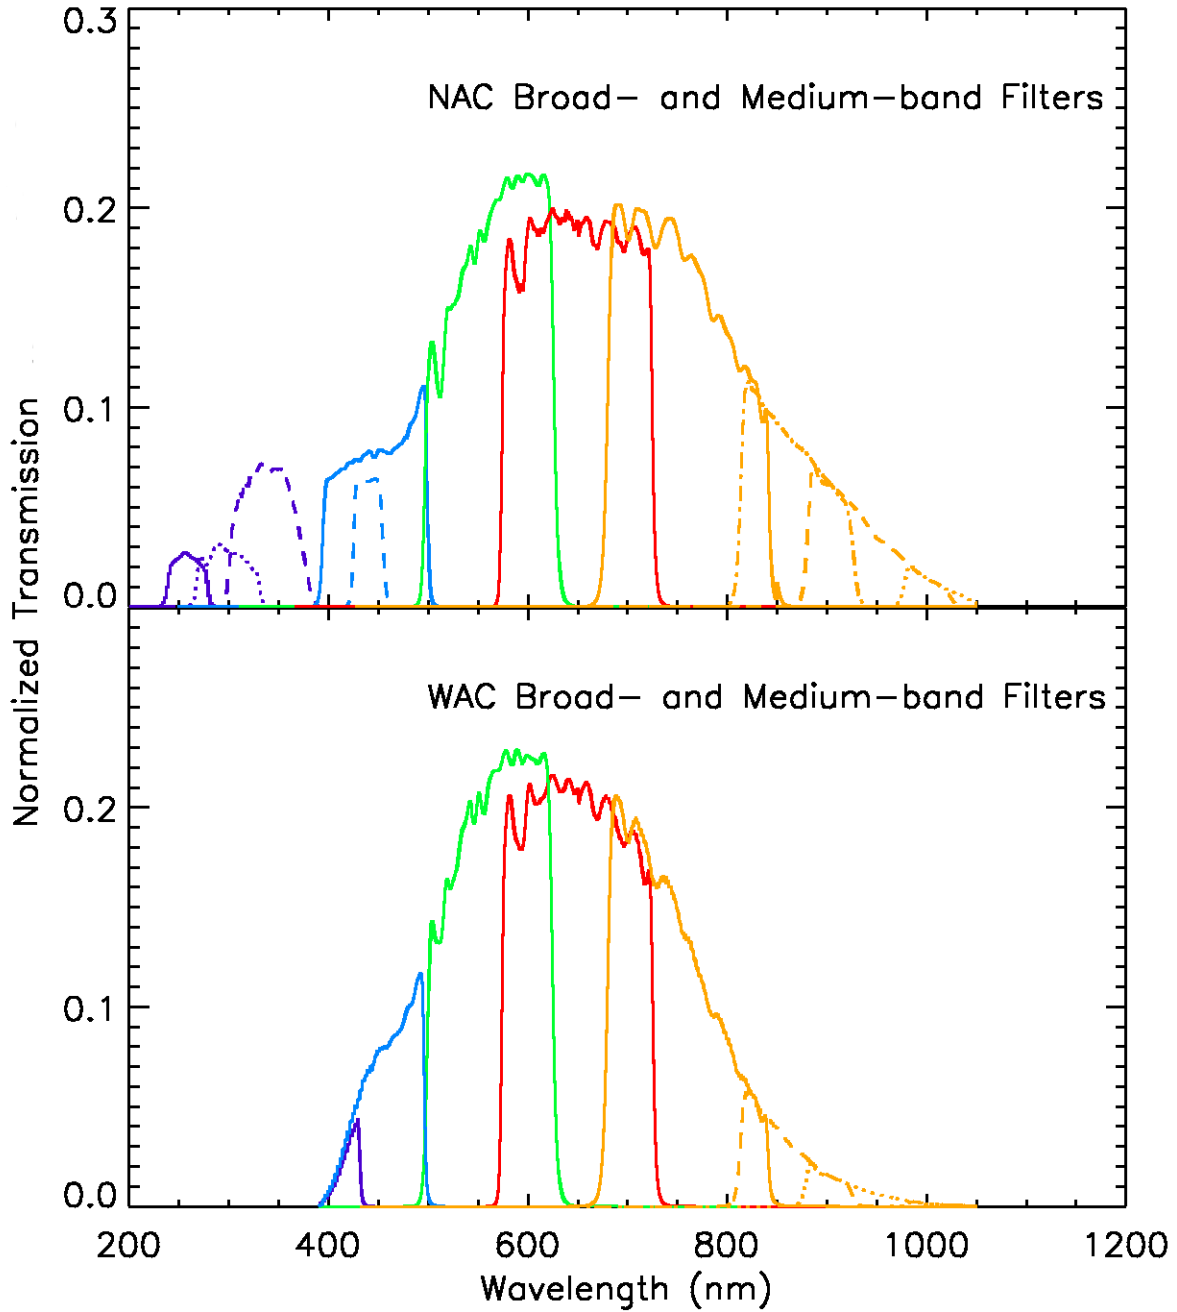 0.3
NAC Broad- and Medium-band Filters
0.2
0.1
0.0
Normalized Transmission
WAC Broad- and Medium-band Filters
0.2
0.1
0.0
200 400 600 800 1000 1200
Wavelength (nm)